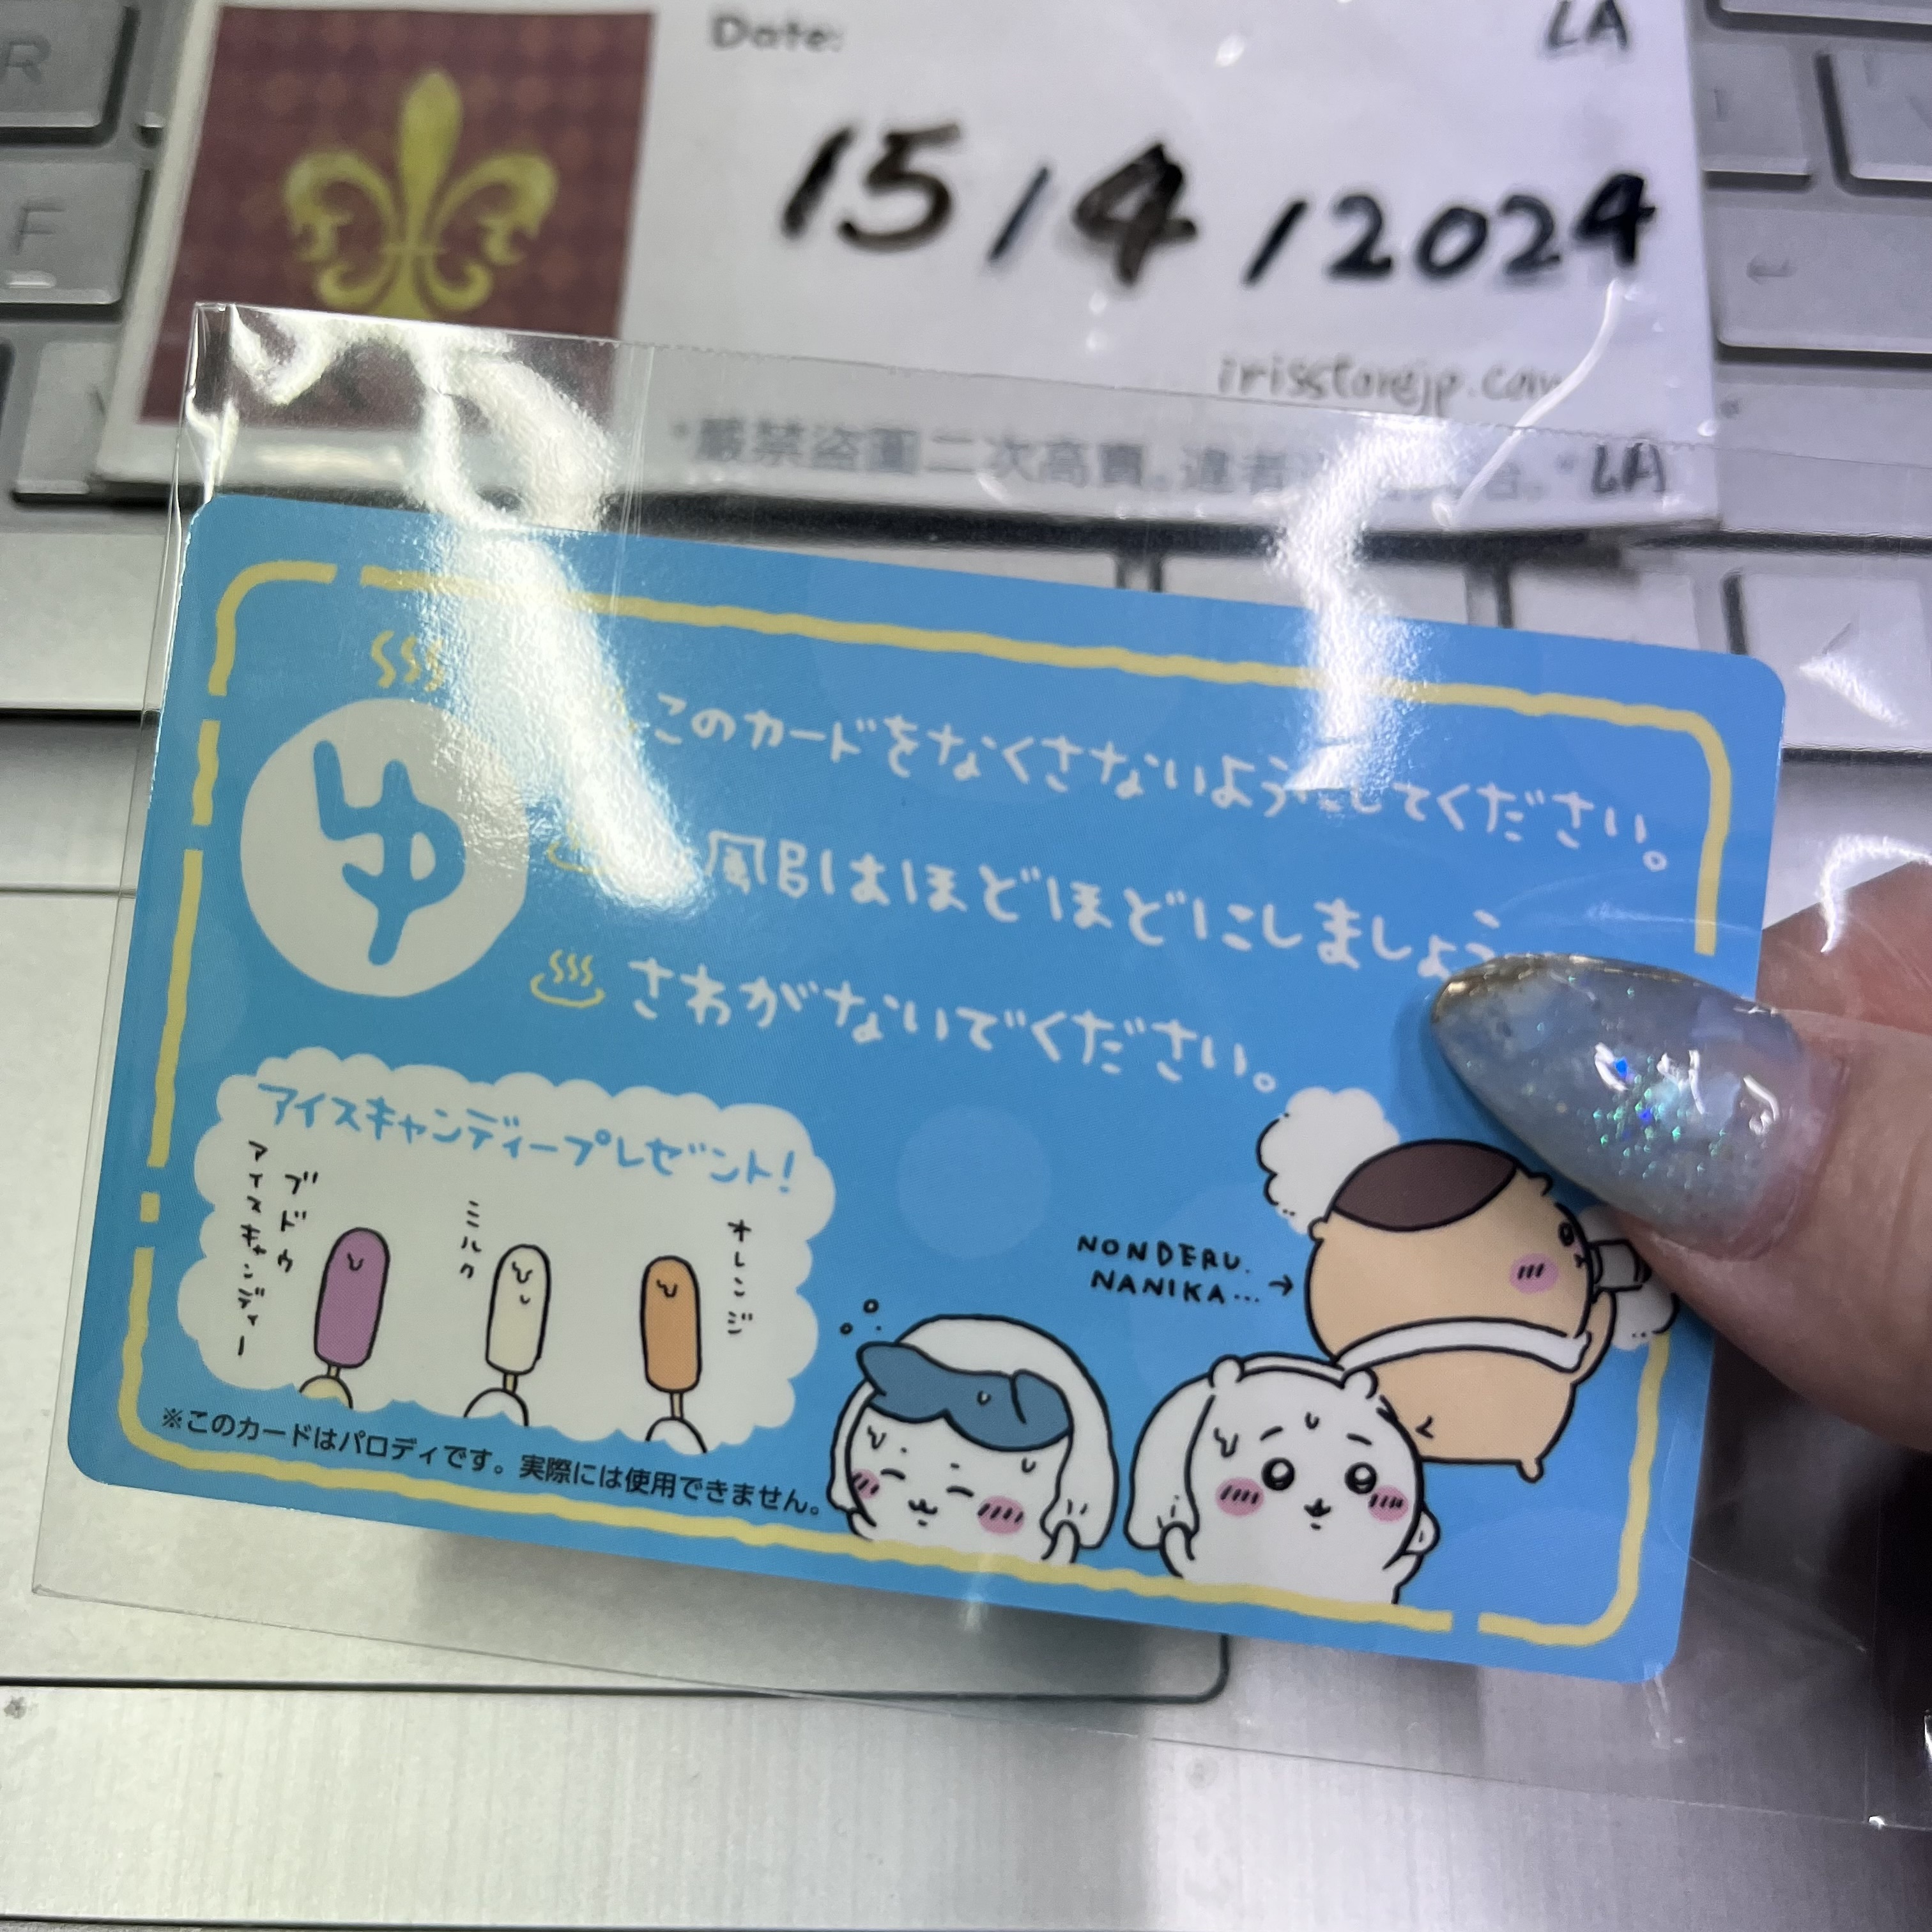 Date:
LA
15/4/2024
irisstorejp.com
*嚴禁盜圖二次高賣。違者
LA
R
F
ゆ
このカードをなくさないようにしてください。
風呂はほどほどにしましょう
さわがないでください。
アイスキャンディープレゼント!
ブドウ
アイスキャンディー
ミルク
オレンジ
NONDERU.
NANIKA...→
※このカードはパロディです。実際には使用できません。